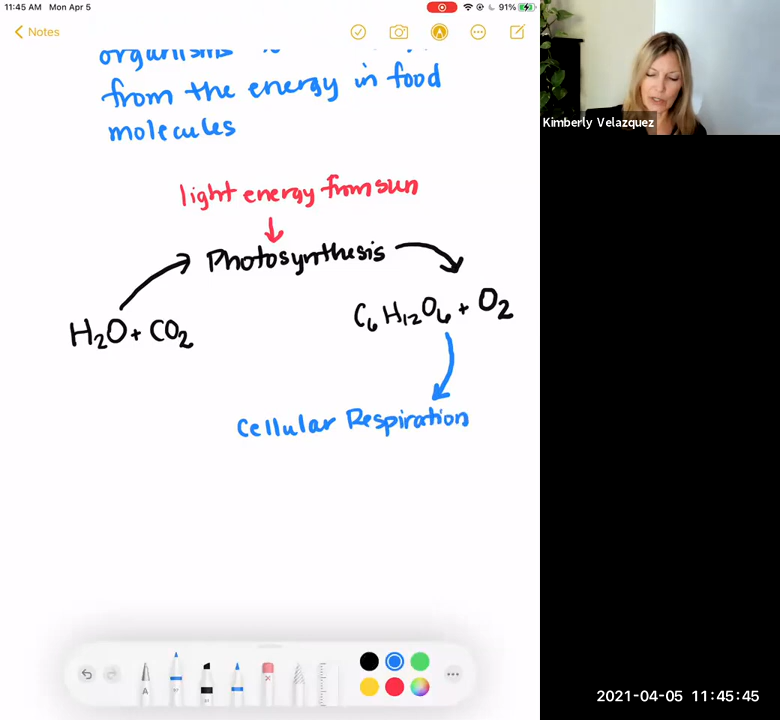 11:45 AM Mon Apr 5
91%
Notes
organisms
from the energy in food
molecules
light energy from sun
Photosynthesis
H2O + CO2
C6H12O6 + O2
Cellular Respiration
A
Kimberly Velazquez
2021-04-05 11:45:45